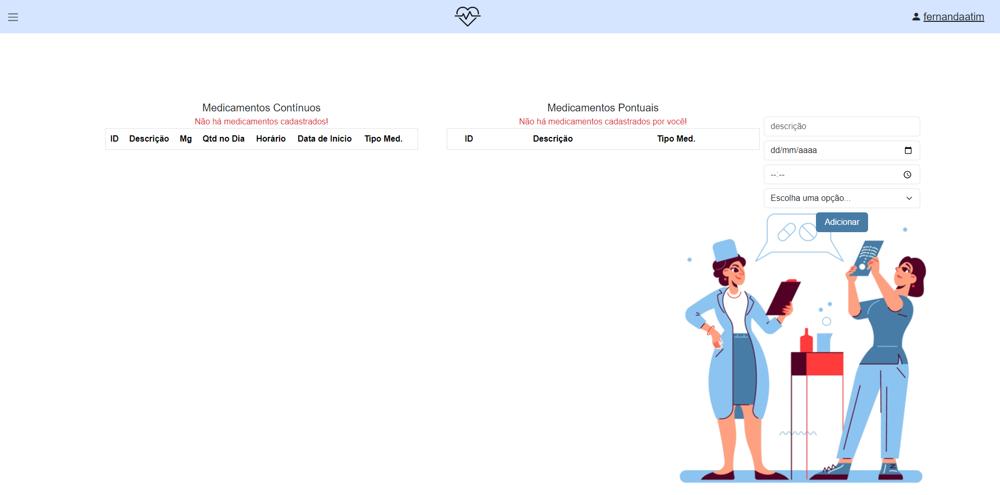 fernandaatim
Medicamentos Contínuos
Não há medicamentos cadastrados!
ID Descrição Mg Qtd no Dia Horário Data de Início Tipo Med.
Medicamentos Pontuais
Não há medicamentos cadastrados por você!
ID Descrição Tipo Med.
descrição
dd/mm/aaaa
--:--
Escolha uma opção...
Adicionar